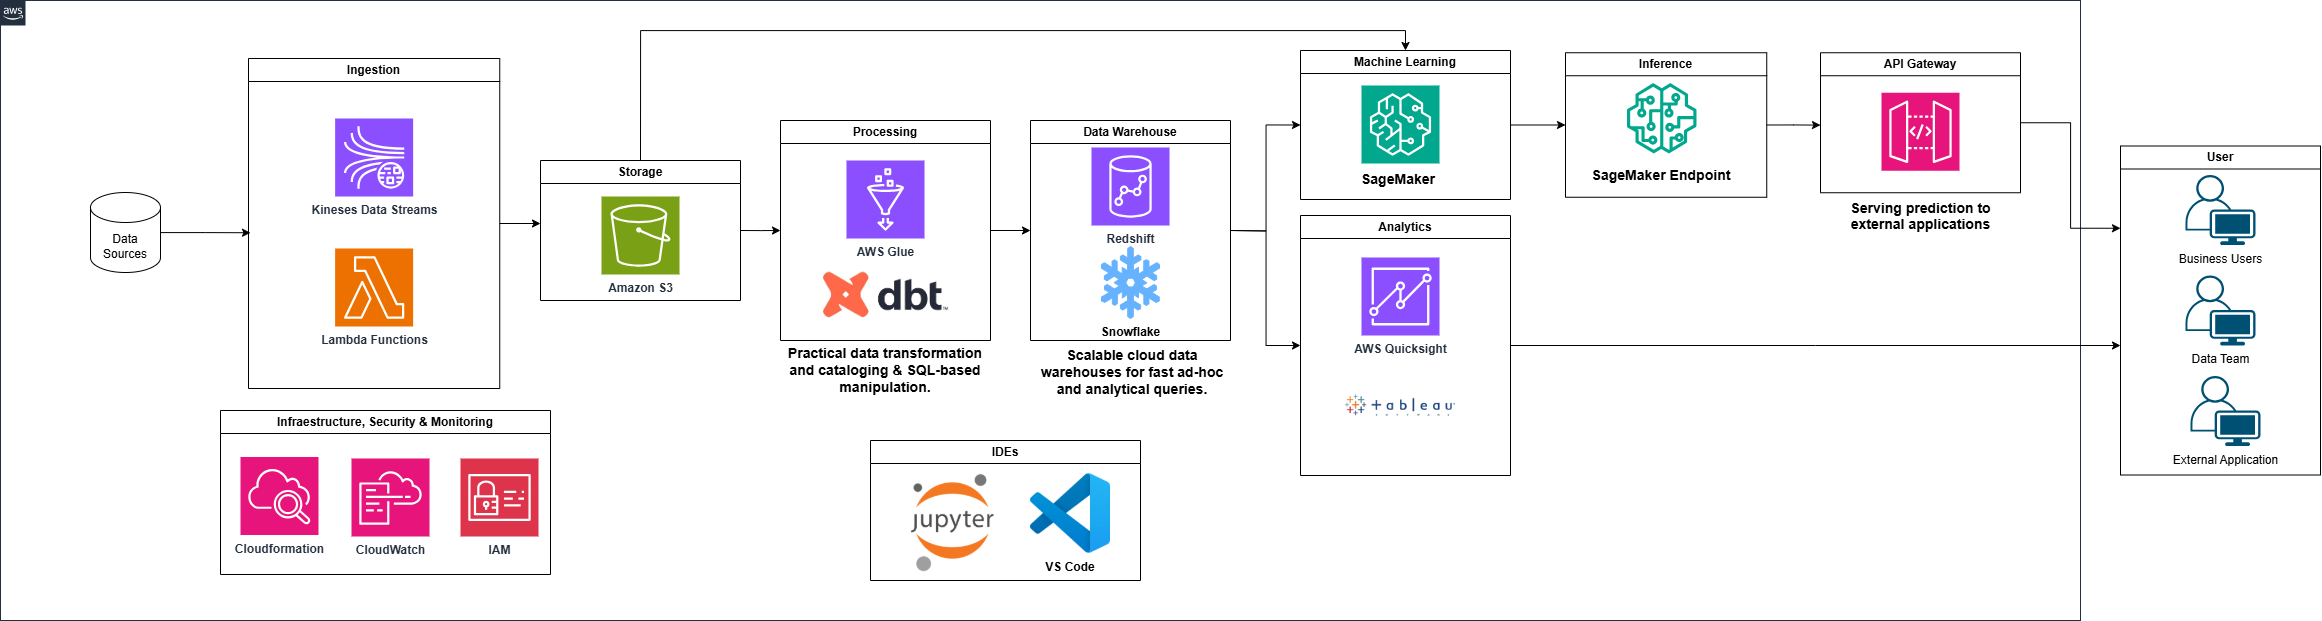 aws
Data
Sources
Ingestion
Kineses Data Streams
Lambda Functions
Infraestructure, Security & Monitoring
Cloudformation
CloudWatch
IAM
Storage
Amazon S3
Processing
AWS Glue
dbt
Practical data transformation
and cataloging & SQL-based
manipulation.
Data Warehouse
Redshift
Snowflake
Scalable cloud data
warehouses for fast ad-hoc
and analytical queries.
IDEs
jupyter
VS Code
Machine Learning
SageMaker
Analytics
AWS Quicksight
+ableau
Inference
SageMaker Endpoint
API Gateway
</>
Serving prediction to
external applications
User
Business Users
Data Team
External Application